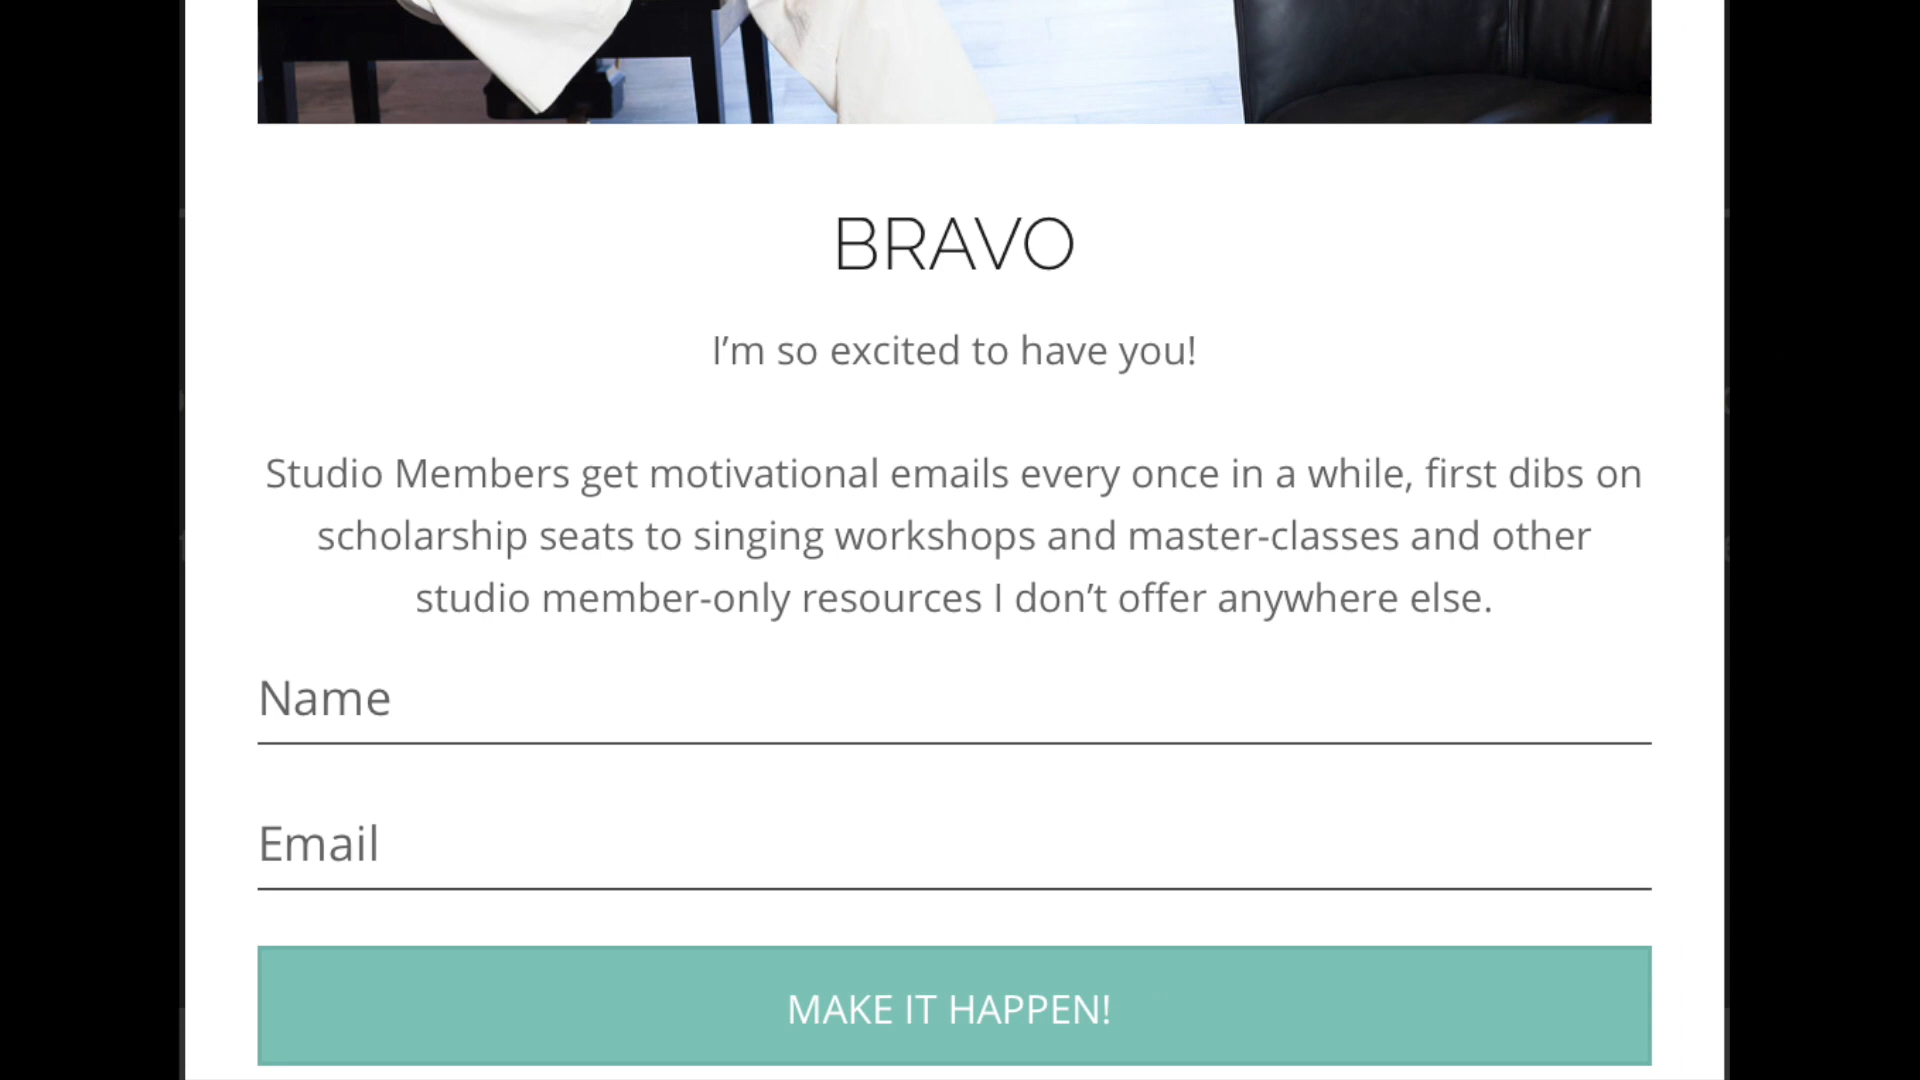 BRAVO
I’m so excited to have you!
Studio Members get motivational emails every once in a while, first dibs on
scholarship seats to singing workshops and master-classes and other
studio member-only resources I don’t offer anywhere else.
Name
Email
MAKE IT HAPPEN!